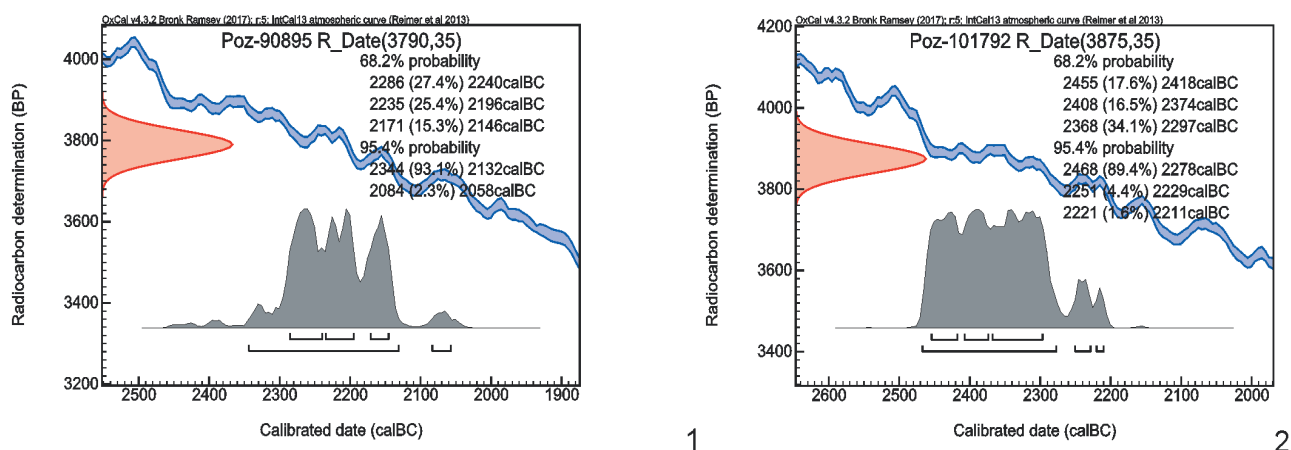 OxCal v4.3.2 Bronk Ramsey (2017); r:5; IntCal13 atmospheric curve (Reimer et al 2013)
Poz-90895 R_Date(3790,35)
68.2% probability
2286 (27.4%) 2240calBC
2235 (25.4%) 2196calBC
2171 (15.3%) 2146calBC
95.4% probability
2344 (93.1%) 2132calBC
2084 (2.3%) 2058calBC
Radiocarbon determination (BP)
4000
3800
3600
3400
3200
2500 2400 2300 2200 2100 2000 1900
Calibrated date (calBC)
1
OxCal v4.3.2 Bronk Ramsey (2017); r:5; IntCal13 atmospheric curve (Reimer et al 2013)
Poz-101792 R_Date(3875,35)
68.2% probability
2455 (17.6%) 2418calBC
2408 (16.5%) 2374calBC
2368 (34.1%) 2297calBC
95.4% probability
2468 (89.4%) 2278calBC
2251 (4.4%) 2229calBC
2221 (1.6%) 2211calBC
Radiocarbon determination (BP)
4200
4000
3800
3600
3400
2600 2500 2400 2300 2200 2100 2000
Calibrated date (calBC)
2